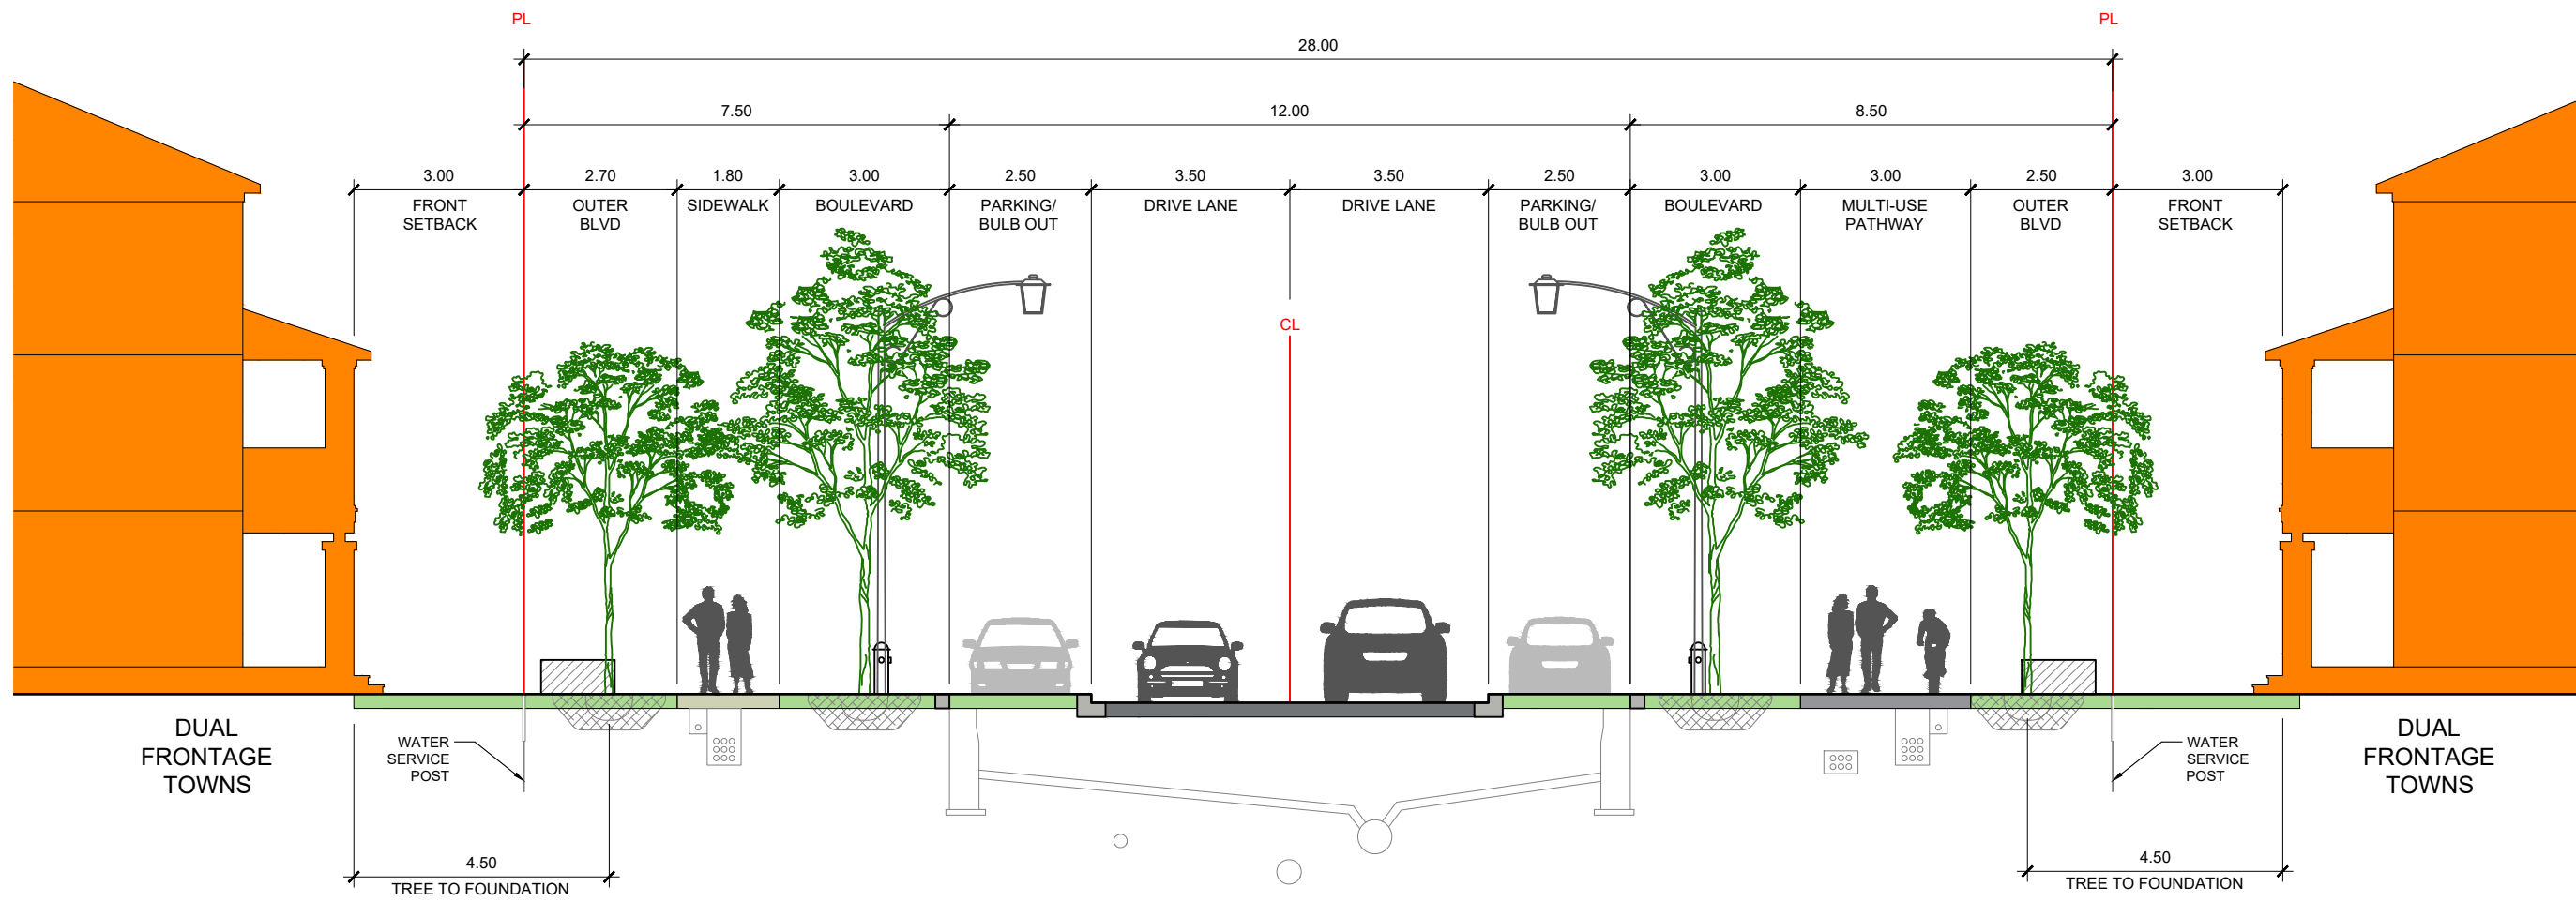 PL
PL
28.00
7.50
12.00
8.50
3.00
2.70
1.80
3.00
2.50
3.50
3.50
2.50
3.00
3.00
2.50
3.00
FRONT
SETBACK
OUTER
BLVD
SIDEWALK
BOULEVARD
PARKING/
BULB OUT
DRIVE LANE
DRIVE LANE
PARKING/
BULB OUT
BOULEVARD
MULTI-USE
PATHWAY
OUTER
BLVD
FRONT
SETBACK
CL
DUAL
FRONTAGE
TOWNS
WATER
SERVICE
POST
WATER
SERVICE
POST
DUAL
FRONTAGE
TOWNS
4.50
TREE TO FOUNDATION
4.50
TREE TO FOUNDATION